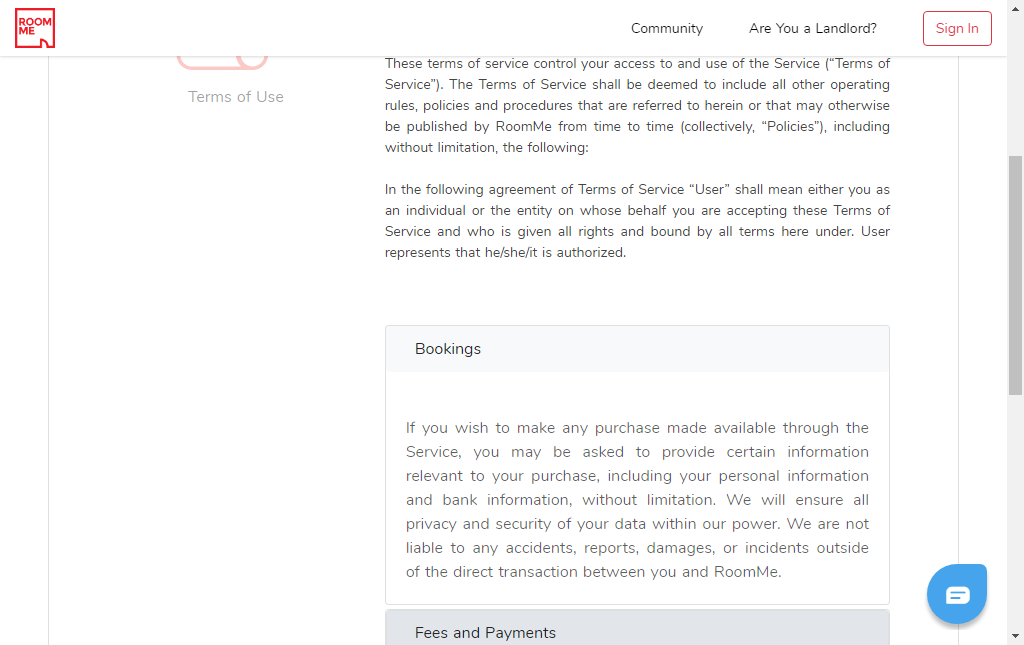 ROOM
ME
Community
Are You a Landlord?
Sign In
Terms of Use
These terms of service control your access to and use of the Service (“Terms of
Service”). The Terms of Service shall be deemed to include all other operating
rules, policies and procedures that are referred to herein or that may otherwise
be published by RoomMe from time to time (collectively, “Policies”), including
without limitation, the following:
In the following agreement of Terms of Service “User” shall mean either you as
an individual or the entity on whose behalf you are accepting these Terms of
Service and who is given all rights and bound by all terms here under. User
represents that he/she/it is authorized.
Bookings
If you wish to make any purchase made available through the
Service, you may be asked to provide certain information
relevant to your purchase, including your personal information
and bank information, without limitation. We will ensure all
privacy and security of your data within our power. We are not
liable to any accidents, reports, damages, or incidents outside
of the direct transaction between you and RoomMe.
Fees and Payments